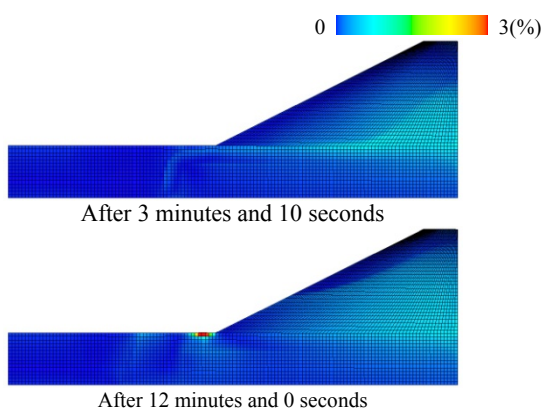 0 3(%)
After 3 minutes and 10 seconds
After 12 minutes and 0 seconds